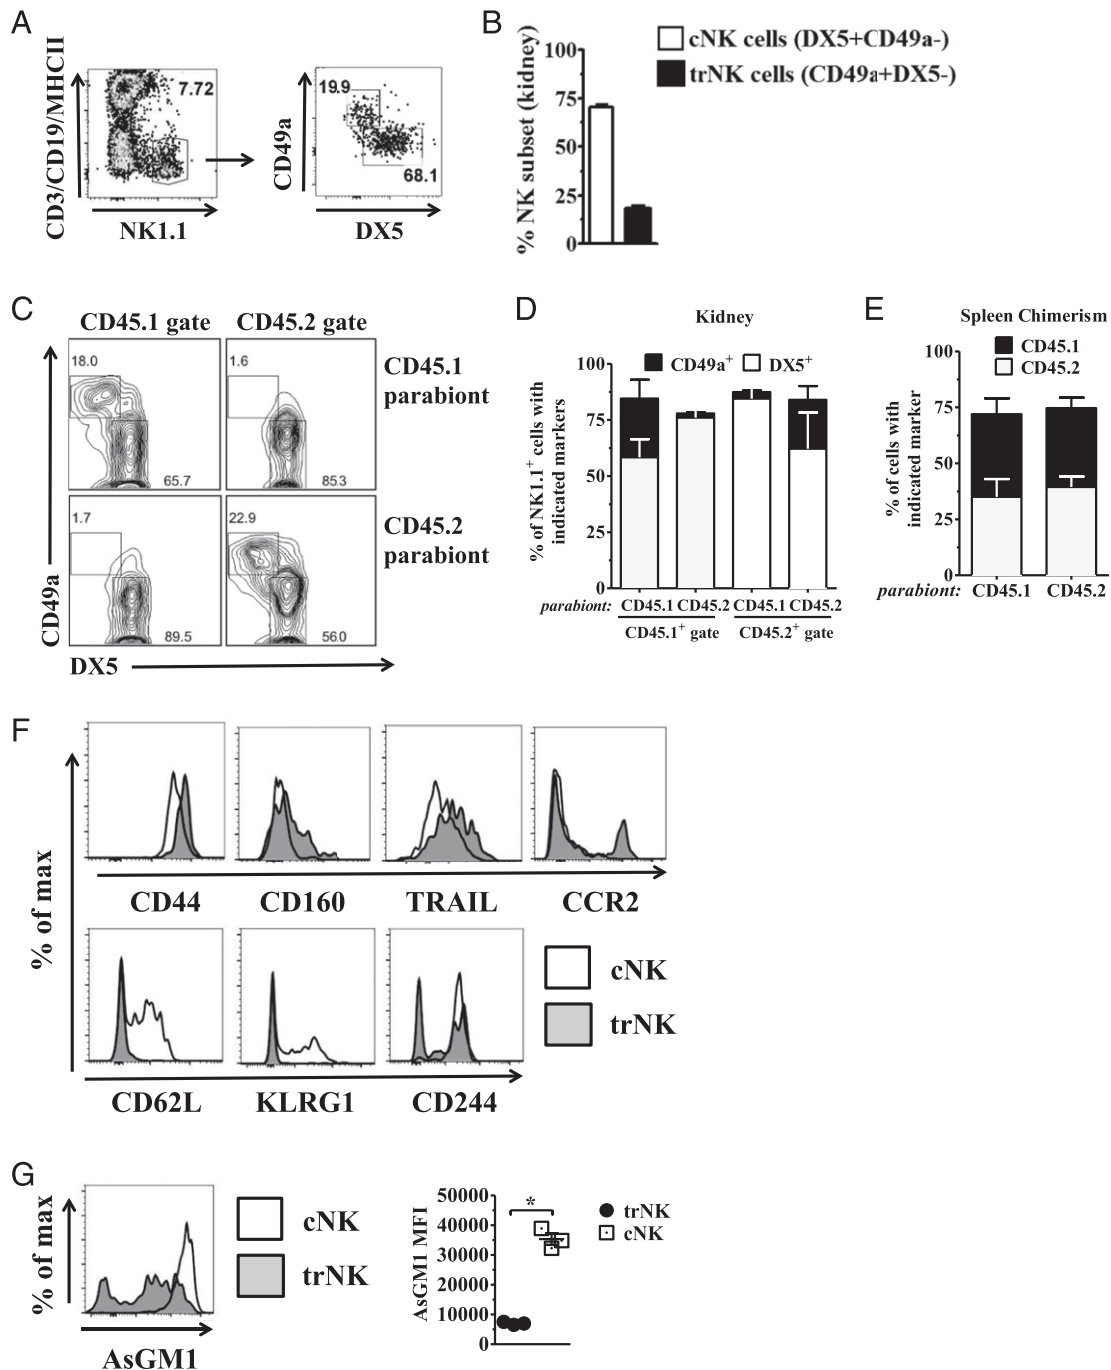 A
CD3/CD19/MHCII
7.72
NK1.1
19.9
CD49a
68.1
DX5
B
% NK subset (kidney)
100
75
50
25
0
cNK cells (DX5+CD49a-)
trNK cells (CD49a+DX5-)
C
CD45.1 gate
CD45.2 gate
18.0
65.7
1.6
85.3
CD45.1
parabiont
1.7
89.5
22.9
56.0
CD45.2
parabiont
CD49a
DX5
D
Kidney
CD49a+
DX5+
% of NK1.1+ cells with
indicated markers
100
75
50
25
0
parabiont: CD45.1 CD45.2 CD45.1 CD45.2
CD45.1+ gate
CD45.2+ gate
E
Spleen Chimerism
CD45.1
CD45.2
% of cells with
indicated marker
100
75
50
25
0
parabiont: CD45.1 CD45.2
F
% of max
CD44
CD160
TRAIL
CCR2
CD62L
KLRG1
CD244
cNK
trNK
G
% of max
AsGM1
cNK
trNK
AsGM1 MFI
50000
40000
30000
20000
10000
0
*
trNK
cNK